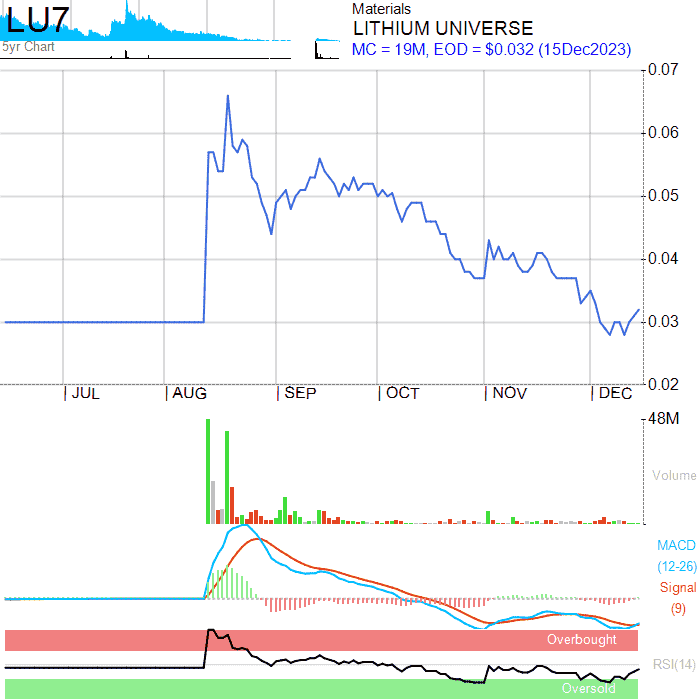 LU7
5yr Chart
Materials
LITHIUM UNIVERSE
MC = 19M, EOD = $0.032 (15Dec2023)
0.07
0.06
0.05
0.04
0.03
0.02
JUL AUG SEP OCT NOV DEC
48M
Volume
MACD
(12-26)
Signal
(9)
Overbought
RSI(14)
Oversold